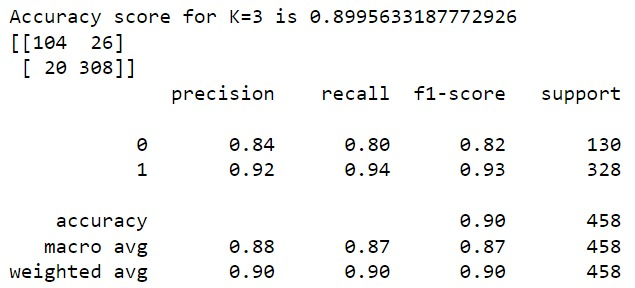 Accuracy score for K=3 is 0.8995633187772926
[[104  26]
 [ 20 308]]
              precision    recall  f1-score   support

           0       0.84      0.80      0.82       130
           1       0.92      0.94      0.93       328

    accuracy                           0.90       458
   macro avg       0.88      0.87      0.87       458
weighted avg       0.90      0.90      0.90       458